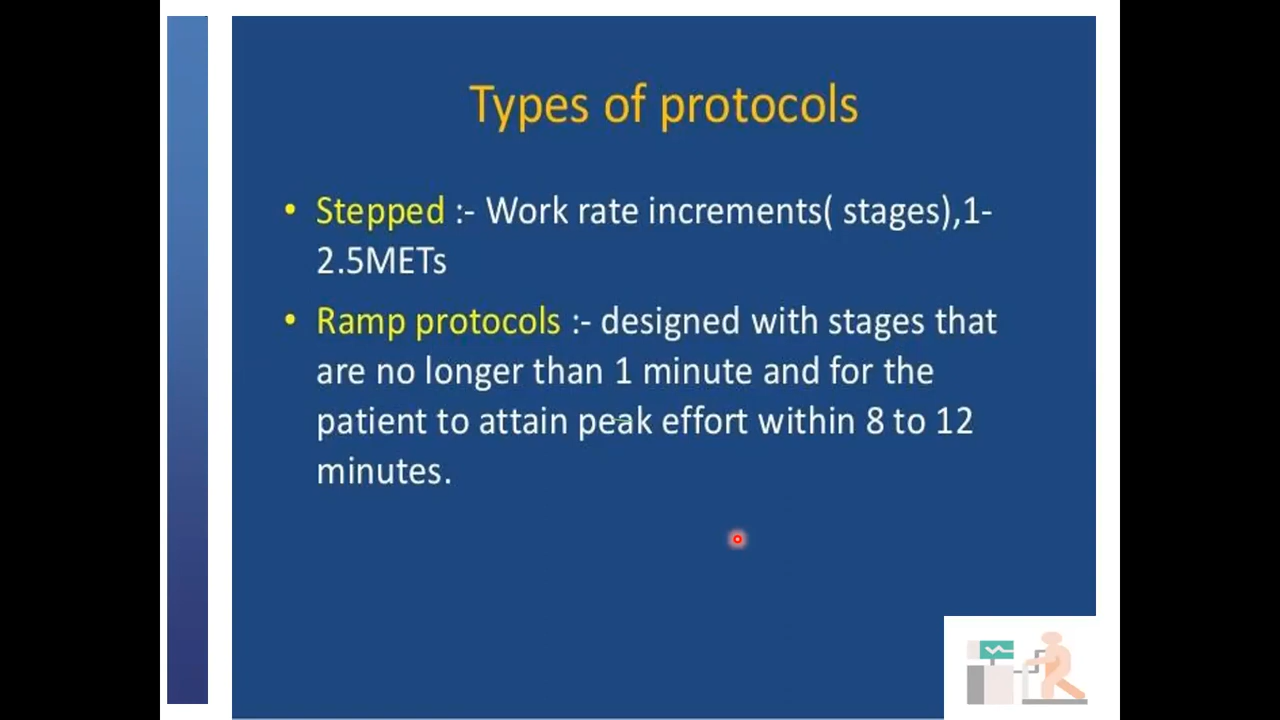 Types of protocols
• Stepped :- Work rate increments( stages),1-
2.5METs
• Ramp protocols :- designed with stages that
are no longer than 1 minute and for the
patient to attain peak effort within 8 to 12
minutes.